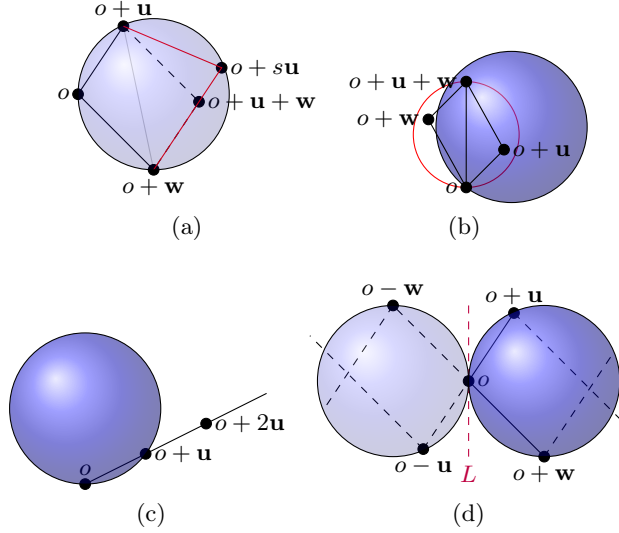 o + u
o
o + su
o + u + w
o + w
(a)
o + u + w
o + w
o + u
o
(b)
o
o + u
o + 2u
(c)
o − w
o + u
o
o − u
o + w
L
(d)